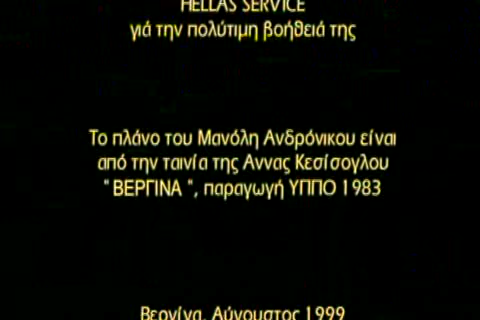 HELLAS SERVICE
γιά την πολύτιμη βοήθειά της
Το πλάνο του Μανόλη Ανδρόνικου είναι
από την ταινία της Αννας Κεσίσογλου
" ΒΕΡΓΙΝΑ ", παραγωγή ΥΠΠΟ 1983
Βεργίνα, Αύγουστος 1999